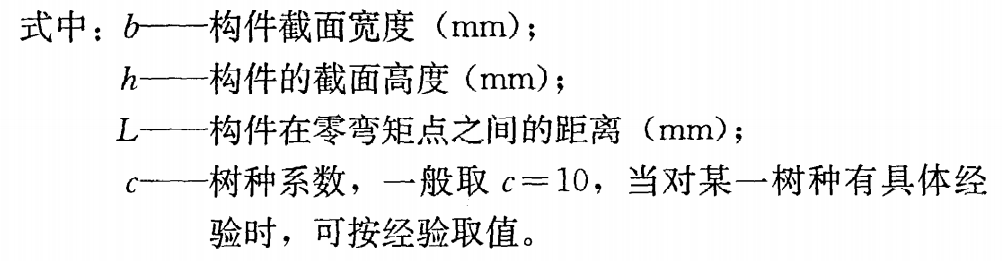 式中：b——构件截面宽度（mm）；
h——构件的截面高度（mm）；
L——构件在零弯矩点之间的距离（mm）；
c——树种系数，一般取 c＝10，当对某一树种有具体经
验时，可按经验取值。